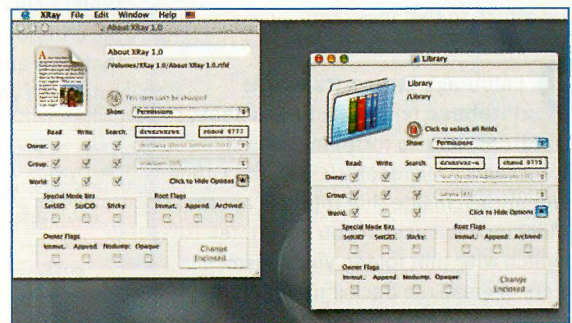 XRay File Edit Window Help
About XRay 1.0
About XRay 1.0
/Volumes/XRay 1.0/About XRay 1.0.rtfd
This item can't be changed
Show: Permissions
Read: Write: Search: drwxrwxrwx chmod 0777
Owner:
Group: unknown
World: Click to Hide Options
Special Mode Bits Root Flags
SetUID: SetGID: Sticky: Immut. Append Archived:
Owner Flags
Immut. Append Nodump: Opaque:
Change Enclosed...
Library
Library
/Library
Click to unlock all fields
Show: Permissions
Read: Write: Search: drwxrwxr-x chmod 0775
Owner:
Group:
World: Click to Hide Options
Special Mode Bits Root Flags
SetUID: SetGID: Sticky: Immut. Append: Archived:
Owner Flags
Immut. Append: Nodump: Opaque:
Change Enclosed...